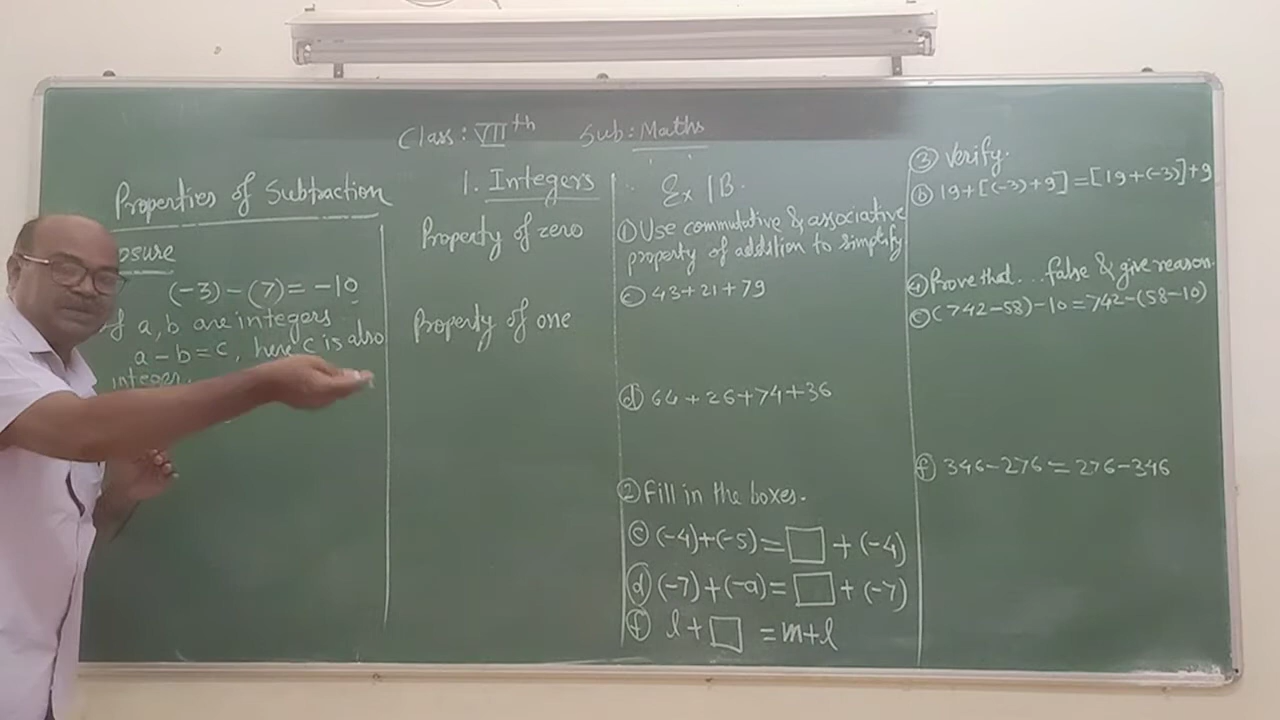 Class: VIIth Sub: Maths
Properties of Subtraction
osure
(-3) - (7) = -10
If a, b are integers
a - b = c, here c is also
integer.
1. Integers
Property of zero
Property of one
Ex 1B.
① Use commutative & associative
property of addition to simplify
ⓒ 43+21+79
ⓓ 64+26+74+36
② Fill in the boxes.
ⓒ (-4)+(-5)=□+(-4)
ⓓ (-7)+(-a)=□+(-7)
ⓕ l+□=m+l
③ Verify.
ⓑ 19+[(-3)+9]=[19+(-3)]+9
④ Prove that... false & give reason.
ⓔ (742-58)-10=742-(58-10)
ⓕ 346-276=276-346